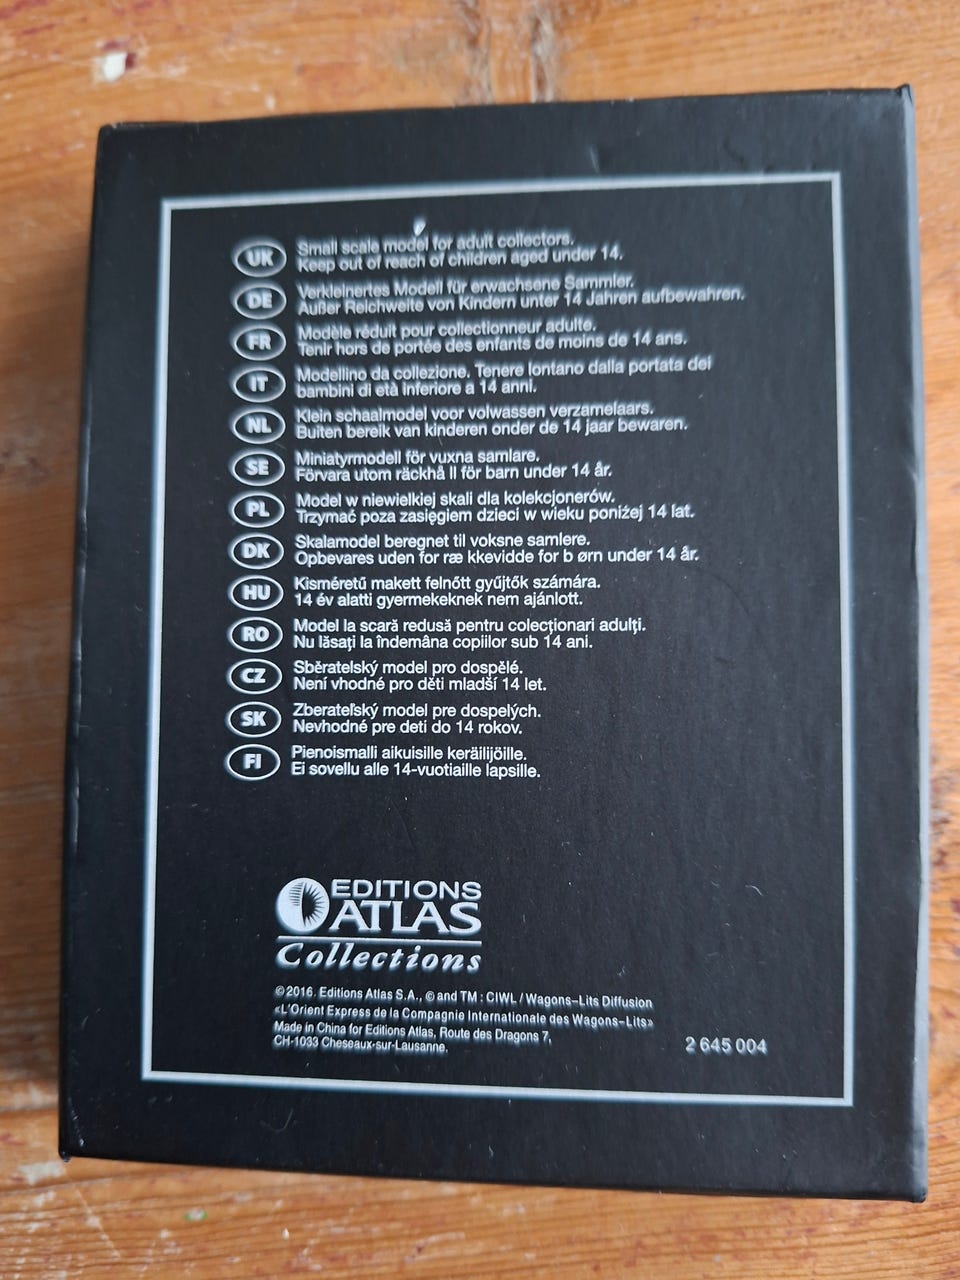 UK Small scale model for adult collectors.
Keep out of reach of children aged under 14.
DE Verkleinertes Modell für erwachsene Sammler.
Außer Reichweite von Kindern unter 14 Jahren aufbewahren.
FR Modèle réduit pour collectionneur adulte.
Tenir hors de portée des enfants de moins de 14 ans.
IT Modellino da collezione. Tenere lontano dalla portata dei
bambini di età inferiore a 14 anni.
NL Klein schaalmodel voor volwassen verzamelaars.
Buiten bereik van kinderen onder de 14 jaar bewaren.
SE Miniatyrmodell för vuxna samlare.
Förvara utom räckhå ll för barn under 14 år.
PL Model w niewielkiej skali dla kolekcjonerów.
Trzymać poza zasięgiem dzieci w wieku poniżej 14 lat.
DK Skalamodel beregnet til voksne samlere.
Opbevares uden for ræ kkevidde for b ørn under 14 år.
HU Kisméretű makett felnőtt gyűjtők számára.
14 év alatti gyermekeknek nem ajánlott.
RO Model la scară redusă pentru colecționari adulți.
Nu lăsați la îndemâna copiilor sub 14 ani.
CZ Sběratelský model pro dospělé.
Není vhodné pro děti mladší 14 let.
SK Zberateľský model pre dospelých.
Nevhodné pre deti do 14 rokov.
FI Pienoismalli aikuisille keräilijöille.
Ei sovellu alle 14-vuotiaille lapsille.
EDITIONS
ATLAS
Collections
©2016. Editions Atlas S.A., © and TM : CIWL / Wagons-Lits Diffusion
«L'Orient Express de la Compagnie Internationale des Wagons-Lits»
Made in China for Editions Atlas, Route des Dragons 7,
CH-1033 Cheseaux-sur-Lausanne.
2 645 004